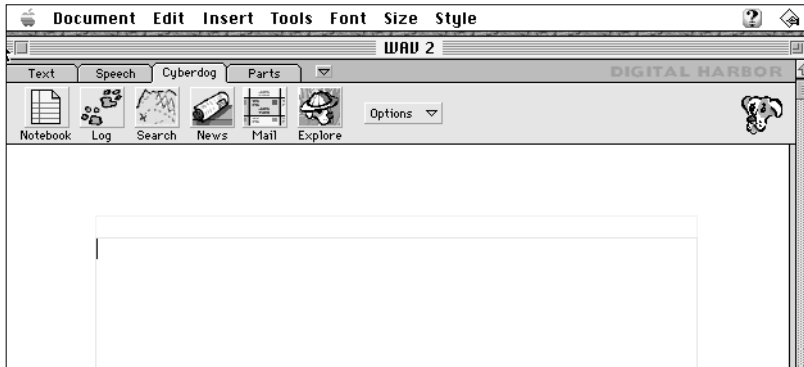 Document Edit Insert Tools Font Size Style
WAV 2
Text Speech Cyberdog Parts DIGITAL HARBOR
Options
Notebook Log Search News Mail Explore